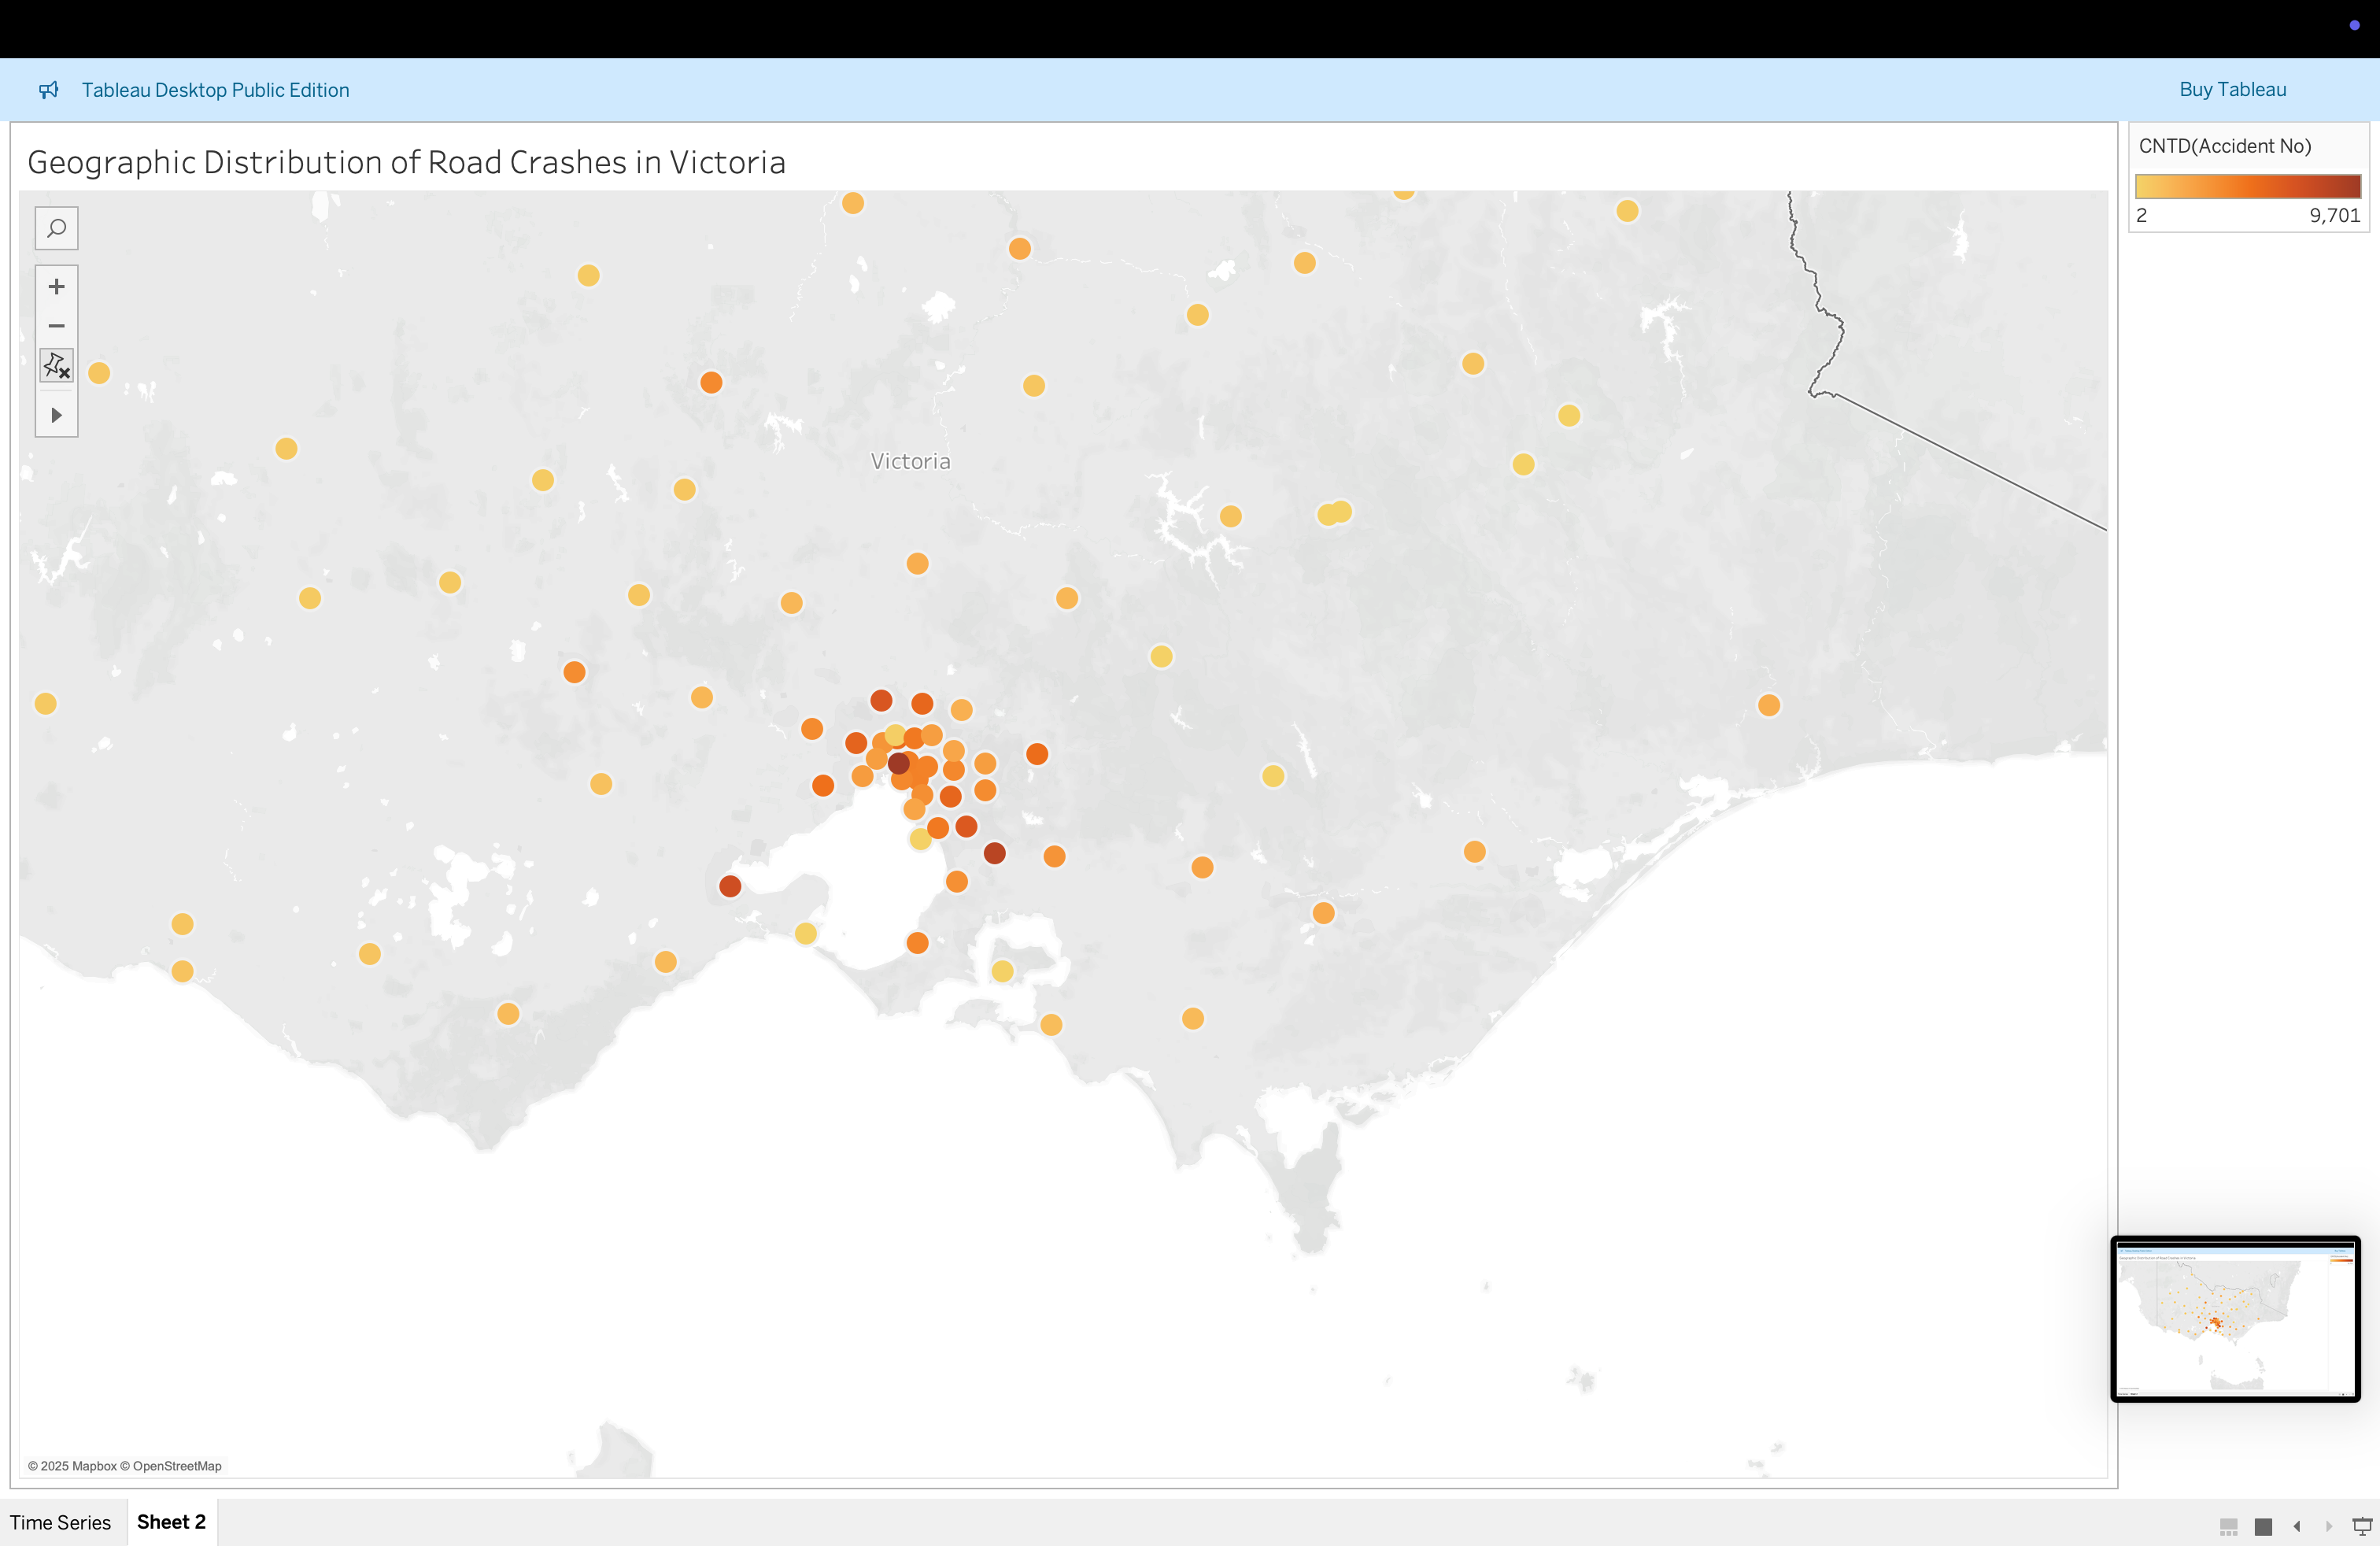 Tableau Desktop Public Edition
Buy Tableau
Geographic Distribution of Road Crashes in Victoria
CNTD(Accident No)
2 9,701
Victoria
© 2025 Mapbox © OpenStreetMap
Time Series
Sheet 2